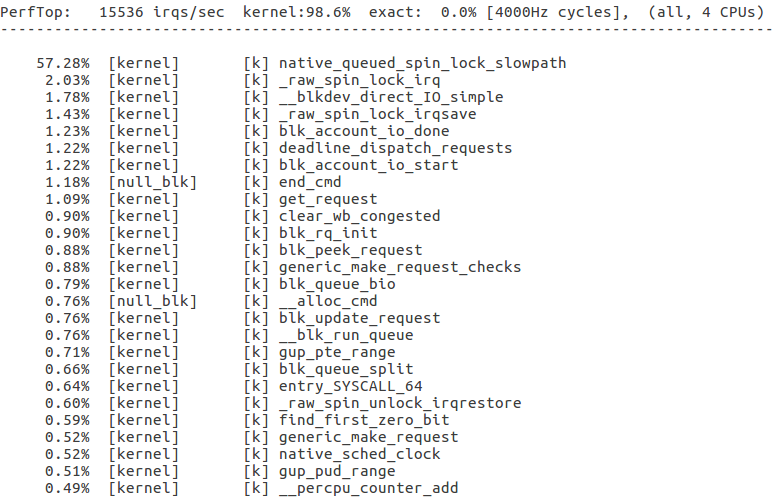 PerfTop:   15536 irqs/sec  kernel:98.6%  exact:  0.0% [4000Hz cycles],  (all, 4 CPUs)
-------------------------------------------------------------------------------
57.28%  [kernel]       [k] native_queued_spin_lock_slowpath
2.03%  [kernel]       [k] _raw_spin_lock_irq
1.78%  [kernel]       [k] __blkdev_direct_IO_simple
1.43%  [kernel]       [k] _raw_spin_lock_irqsave
1.23%  [kernel]       [k] blk_account_io_done
1.22%  [kernel]       [k] deadline_dispatch_requests
1.22%  [kernel]       [k] blk_account_io_start
1.18%  [null_blk]     [k] end_cmd
1.09%  [kernel]       [k] get_request
0.90%  [kernel]       [k] clear_wb_congested
0.90%  [kernel]       [k] blk_rq_init
0.88%  [kernel]       [k] blk_peek_request
0.88%  [kernel]       [k] generic_make_request_checks
0.79%  [kernel]       [k] blk_queue_bio
0.76%  [null_blk]     [k] __alloc_cmd
0.76%  [kernel]       [k] blk_update_request
0.76%  [kernel]       [k] __blk_run_queue
0.71%  [kernel]       [k] gup_pte_range
0.66%  [kernel]       [k] blk_queue_split
0.64%  [kernel]       [k] entry_SYSCALL_64
0.60%  [kernel]       [k] _raw_spin_unlock_irqrestore
0.59%  [kernel]       [k] find_first_zero_bit
0.52%  [kernel]       [k] generic_make_request
0.52%  [kernel]       [k] native_sched_clock
0.51%  [kernel]       [k] gup_pud_range
0.49%  [kernel]       [k] __percpu_counter_add